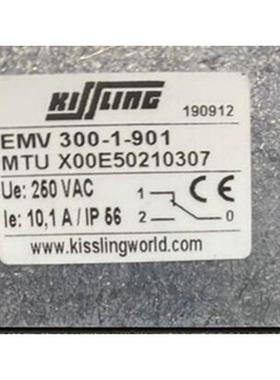 KISSLING
190912
EMV 300-1-901
MTU X00E50210307
Ue: 250 VAC
Ie: 10,1 A / IP 56
1
2
0
CE
www.kisslingworld.com